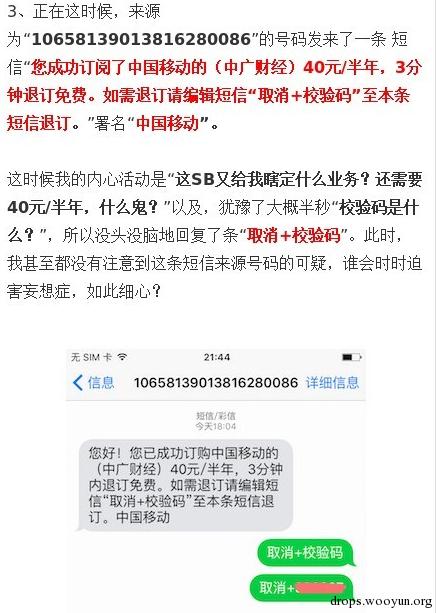 3、正在这时候，来源
为“10658139013816280086”的号码发来了一条 短
信“您成功订阅了中国移动的（中广财经）40元/半年，3分
钟退订免费。如需退订请编辑短信“取消+校验码”至本条
短信退订。”署名“中国移动”。
这时候我的内心活动是“这SB又给我瞎定什么业务？还需要
40元/半年，什么鬼？”以及，犹豫了大概半秒“校验码是什
么？”，所以没头没脑地回复了条“取消+校验码”。此时，
我甚至都没有注意到这条短信来源号码的可疑，谁会时时迫
害妄想症，如此细心？
无 SIM 卡
21:44
信息
10658139013816280086
详细信息
短信/彩信
今天18:04
您好！您已成功订购中国移动的
（中广财经）40元/半年，3分钟
内退订免费。如需退订请编辑短
信“取消+校验码”至本条短信退
订。中国移动
取消+校验码
取消+
drops.wooyun.org